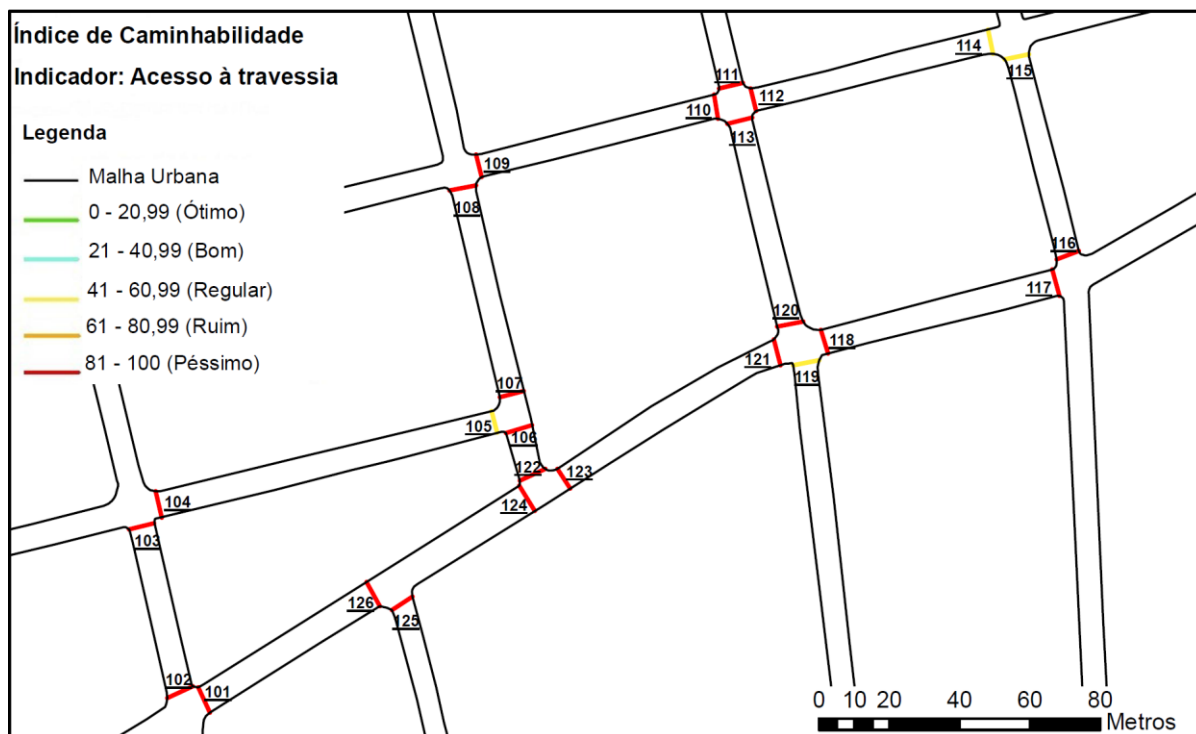 Índice de Caminhabilidade
Indicador: Acesso à travessia
Legenda
Malha Urbana
0 - 20,99 (Ótimo)
21 - 40,99 (Bom)
41 - 60,99 (Regular)
61 - 80,99 (Ruim)
81 - 100 (Péssimo)
114
115
111
112
110
113
109
108
116
117
120
118
121
119
107
105
106
122
123
124
104
103
126
125
102
101
0 10 20 40 60 80
Metros